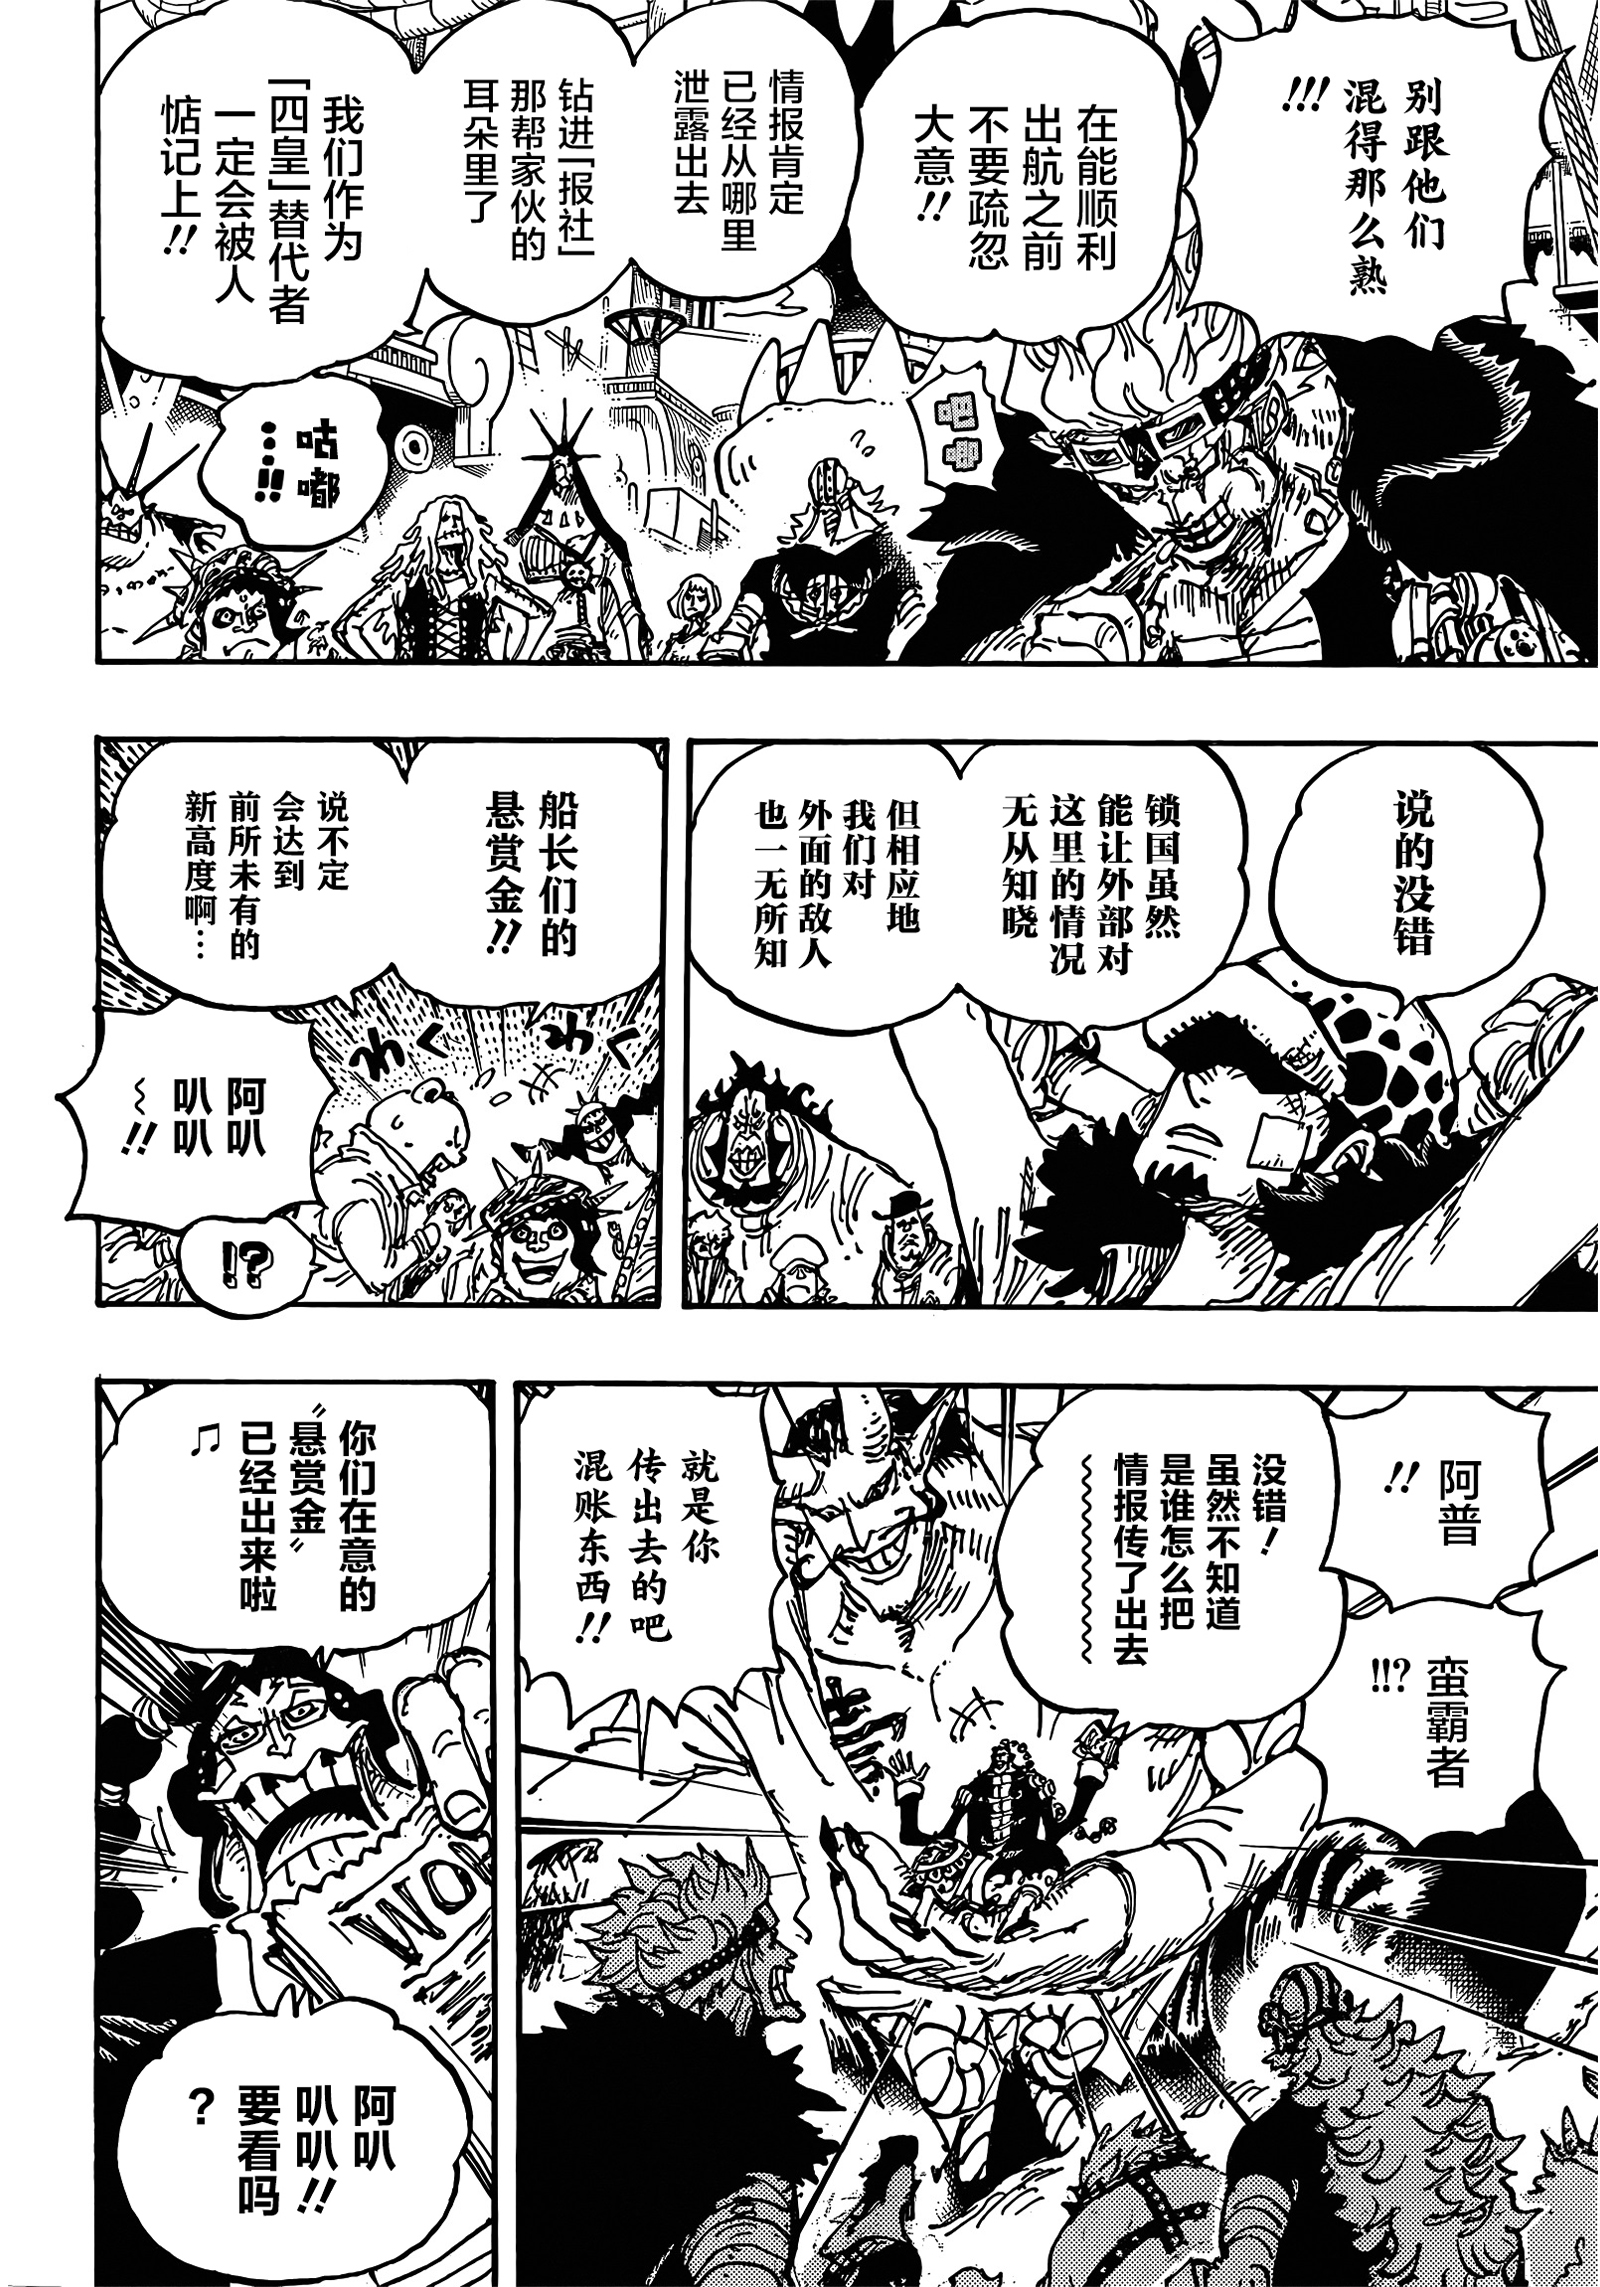 别跟他们
混得那么熟
!!!
在能顺利
出航之前
不要疏忽
大意!!
情报肯定
已经从哪里
泄露出去
钻进「报社」
那帮家伙的
耳朵里了
我们作为
「四皇」替代者
一定会被人
惦记上!!
咕嘟
…!!
说的没错
锁国虽然
能让外部对
这里的情况
无从知晓
但相应地
我们对
外面的敌人
也一无所知
船长们的
悬赏金!!
说不定
会达到
前所未有的
新高度啊…
わく
わく
阿叭
叭叭
~!!
!?
阿普
!!
蛮霸者
!!?
没错!
虽然不知道
是谁怎么把
情报传了出去
~~~~~
就是你
传出去的吧
混账东西!!
你们在意的
〝悬赏金〟
已经出来啦
♫
WO
阿叭
叭叭!!
要看吗
?